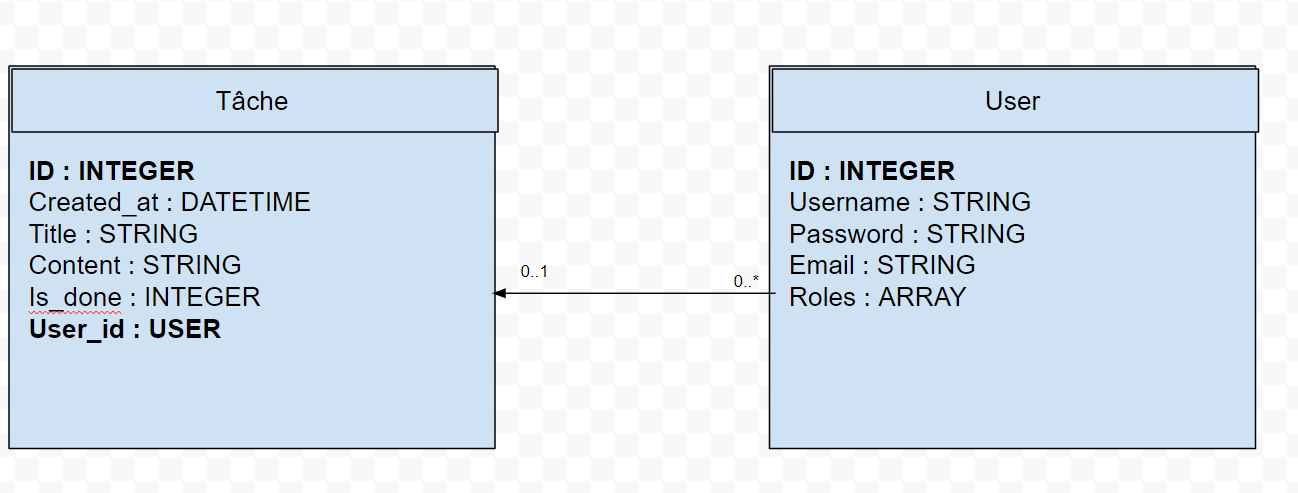 Tâche
ID : INTEGER
Created_at : DATETIME
Title : STRING
Content : STRING
Is_done : INTEGER
User_id : USER
0..1
0..*
User
ID : INTEGER
Username : STRING
Password : STRING
Email : STRING
Roles : ARRAY